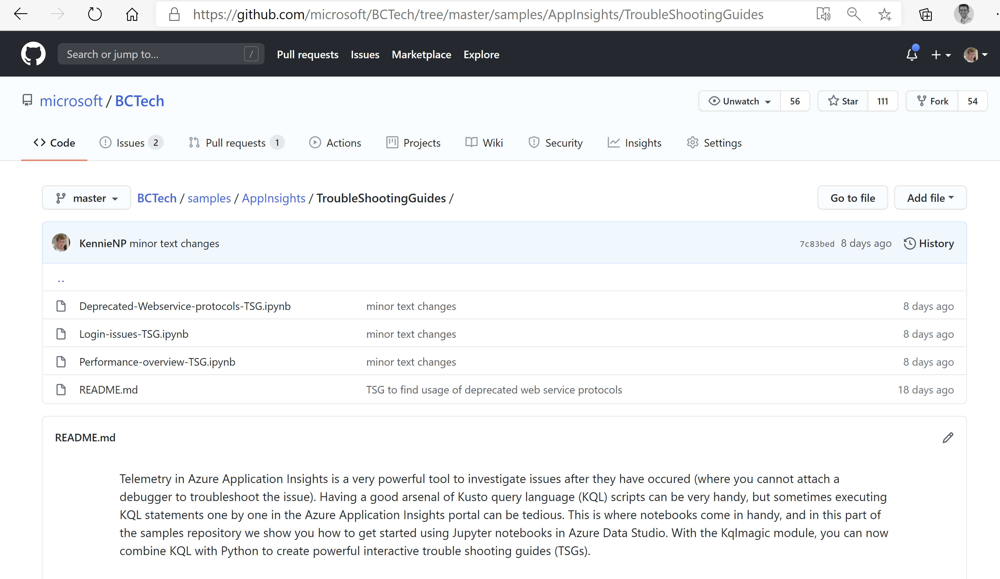 https://github.com/microsoft/BCTech/tree/master/samples/AppInsights/TroubleShootingGuides
Search or jump to... / Pull requests Issues Marketplace Explore
microsoft / BCTech Unwatch 56 Star 111 Fork 54
Code Issues 2 Pull requests 1 Actions Projects Wiki Security Insights Settings
master BCTech / samples / AppInsights / TroubleShootingGuides / Go to file Add file
KennieNP minor text changes 7c83bed 8 days ago History
..
Deprecated-Webservice-protocols-TSG.ipynb minor text changes 8 days ago
Login-issues-TSG.ipynb minor text changes 8 days ago
Performance-overview-TSG.ipynb minor text changes 8 days ago
README.md TSG to find usage of deprecated web service protocols 18 days ago
README.md
Telemetry in Azure Application Insights is a very powerful tool to investigate issues after they have occured (where you cannot attach a
debugger to troubleshoot the issue). Having a good arsenal of Kusto query language (KQL) scripts can be very handy, but sometimes executing
KQL statements one by one in the Azure Application Insights portal can be tedious. This is where notebooks come in handy, and in this part of
the samples repository we show you how to get started using Jupyter notebooks in Azure Data Studio. With the Kqlmagic module, you can now
combine KQL with Python to create powerful interactive trouble shooting guides (TSGs).